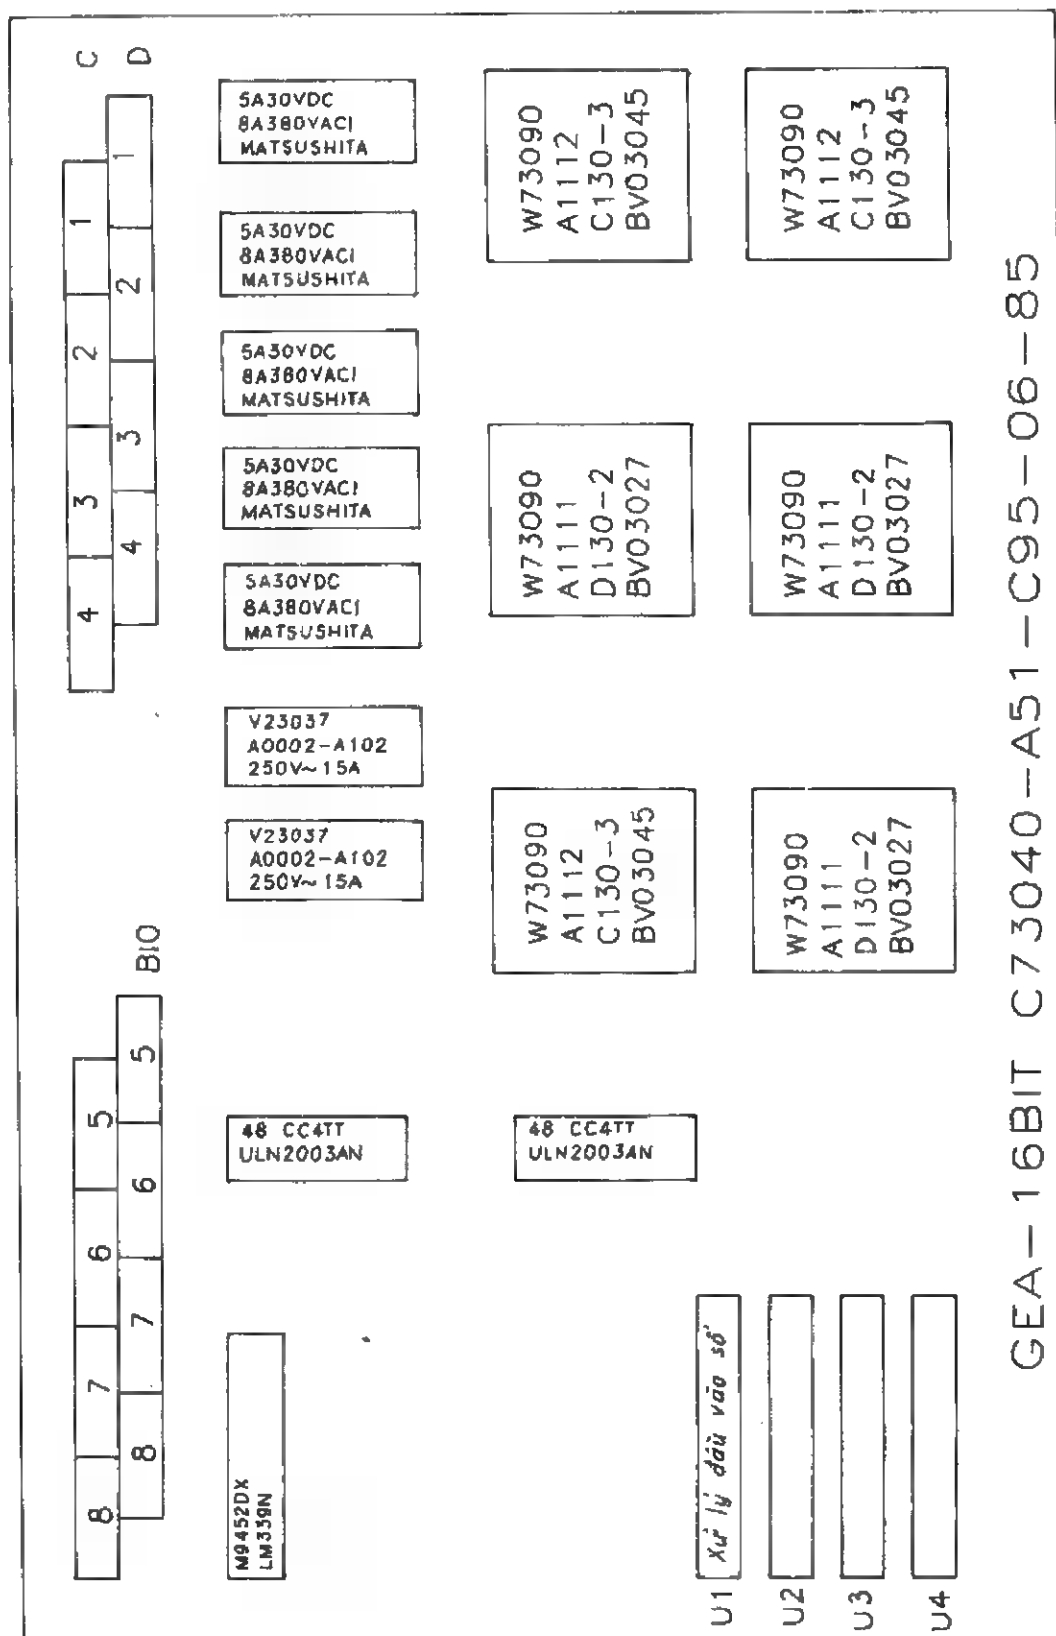 C
D
1
2
3
4
1
2
3
4
5A30VDC
8A380VACI
MATSUSHITA
5A30VDC
8A380VACI
MATSUSHITA
5A30VDC
8A380VACI
MATSUSHITA
5A30VDC
8A380VACI
MATSUSHITA
5A30VDC
8A380VACI
MATSUSHITA
V23037
A0002-A102
250V~15A
V23037
A0002-A102
250V~15A
W73090
A1112
C130-3
BV03045
W73090
A1112
C130-3
BV03045
W73090
A1111
D130-2
BV03027
W73090
A1111
D130-2
BV03027
W73090
A1112
C130-3
BV03045
W73090
A1111
D130-2
BV03027
BIO
5
6
7
8
5
6
7
8
48 CC4TT
ULN2003AN
48 CC4TT
ULN2003AN
M9452DX
LM339N
U1
Xử lý đầu vào số
U2
U3
U4
GEA-16BIT C73040-A51-C95-06-85